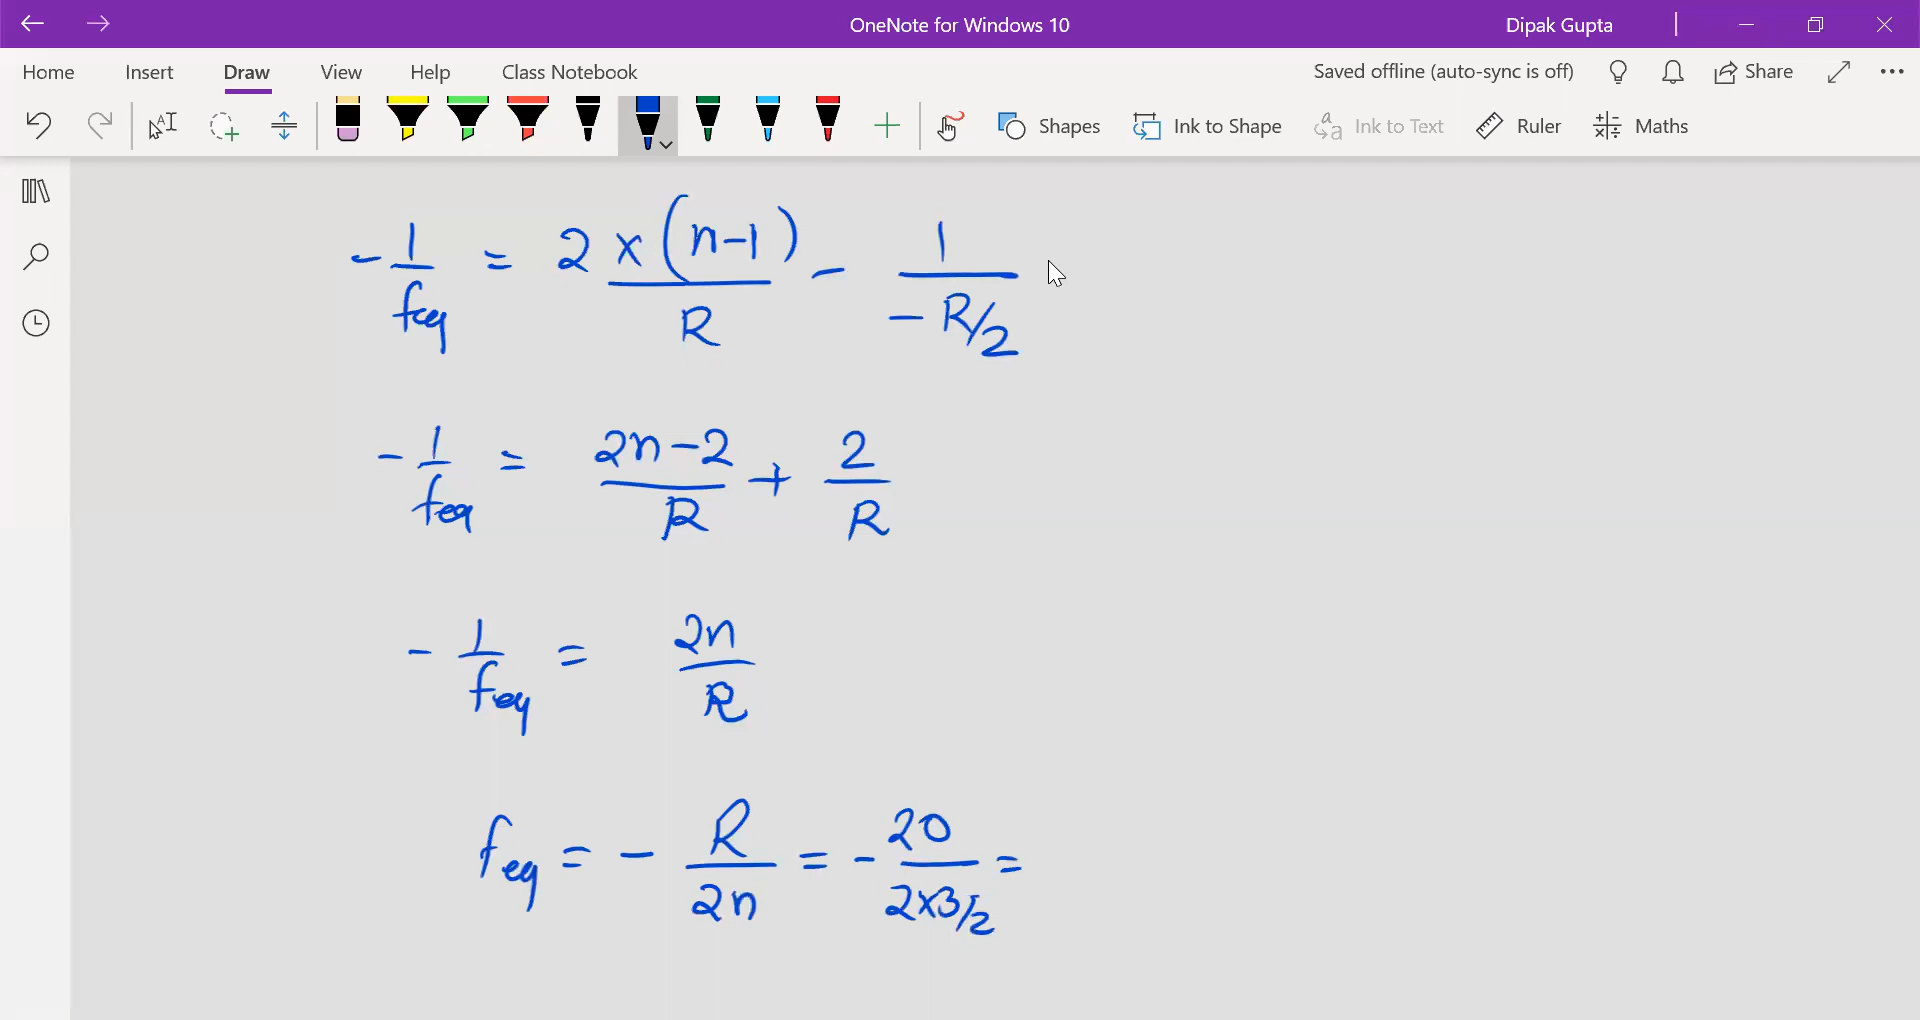 OneNote for Windows 10 Dipak Gupta
Home Insert Draw View Help Class Notebook Saved offline (auto-sync is off) Share
Shapes Ink to Shape Ink to Text Ruler Maths
-1/feq = 2 x (n-1)/R - 1/(-R/2)
-1/feq = (2n-2)/R + 2/R
-1/feq = 2n/R
feq = - R/2n = - 20/(2x3/2) =